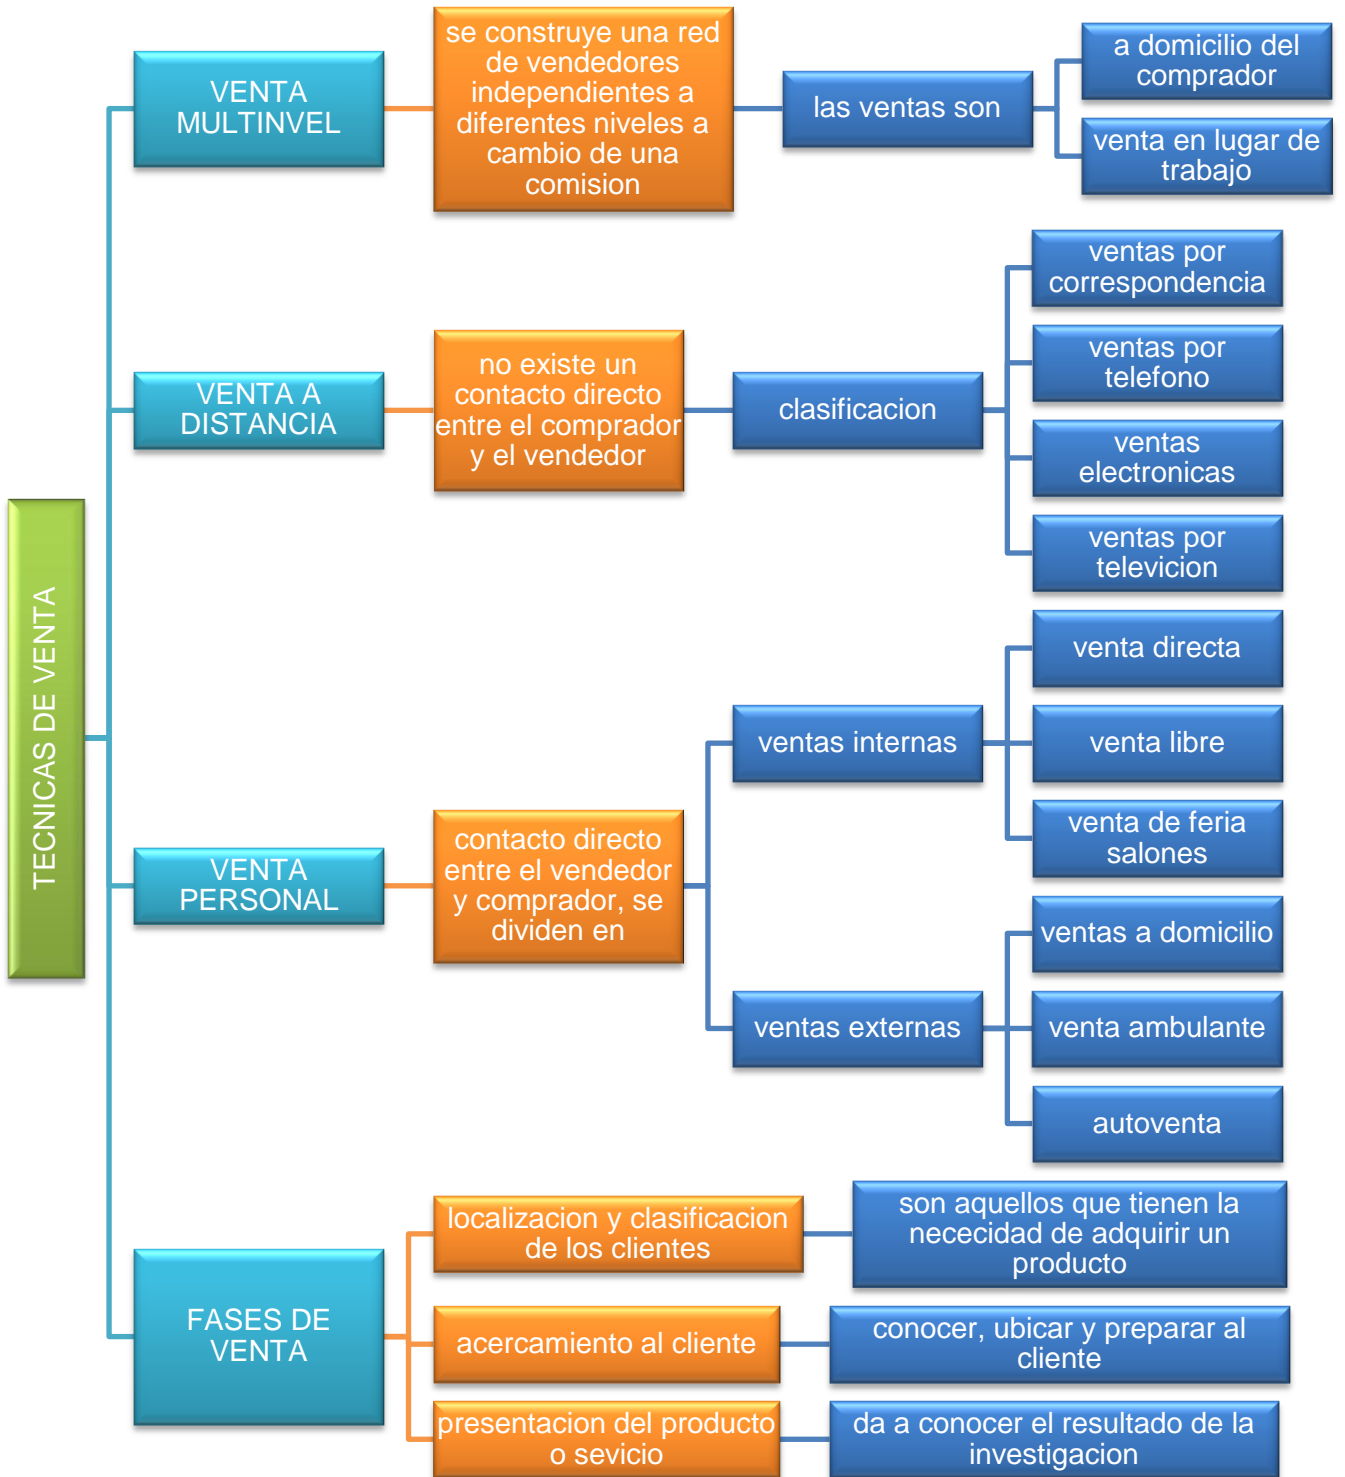 TECNICAS DE VENTA
VENTA
MULTINVEL
se construye una red
de vendedores
independientes a
diferentes niveles a
cambio de una
comision
las ventas son
a domicilio del
comprador
venta en lugar de
trabajo
VENTA A
DISTANCIA
no existe un
contacto directo
entre el comprador
y el vendedor
clasificacion
ventas por
correspondencia
ventas por
telefono
ventas
electronicas
ventas por
televicion
VENTA
PERSONAL
contacto directo
entre el vendedor
y comprador, se
dividen en
ventas internas
venta directa
venta libre
venta de feria
salones
ventas externas
ventas a domicilio
venta ambulante
autoventa
FASES DE
VENTA
localizacion y clasificacion
de los clientes
son aquellos que tienen la
nececidad de adquirir un
producto
acercamiento al cliente
conocer, ubicar y preparar al
cliente
presentacion del producto
o sevicio
da a conocer el resultado de la
investigacion